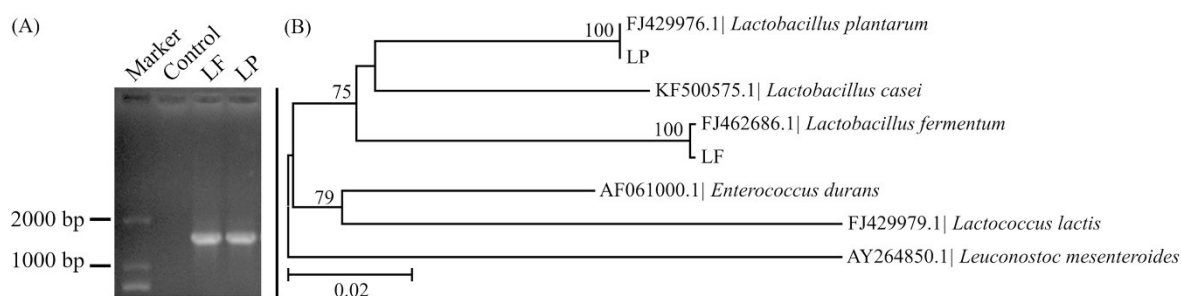 (A)
Marker
Control
LF
LP
2000 bp
1000 bp
(B)
100
FJ429976.1| Lactobacillus plantarum
LP
75
KF500575.1| Lactobacillus casei
100
FJ462686.1| Lactobacillus fermentum
LF
79
AF061000.1| Enterococcus durans
FJ429979.1| Lactococcus lactis
AY264850.1| Leuconostoc mesenteroides
0.02